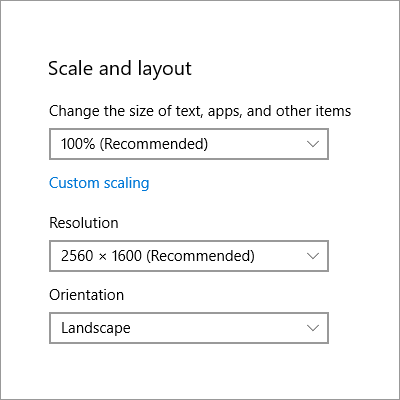 Scale and layout
Change the size of text, apps, and other items
100% (Recommended)
Custom scaling
Resolution
2560 × 1600 (Recommended)
Orientation
Landscape